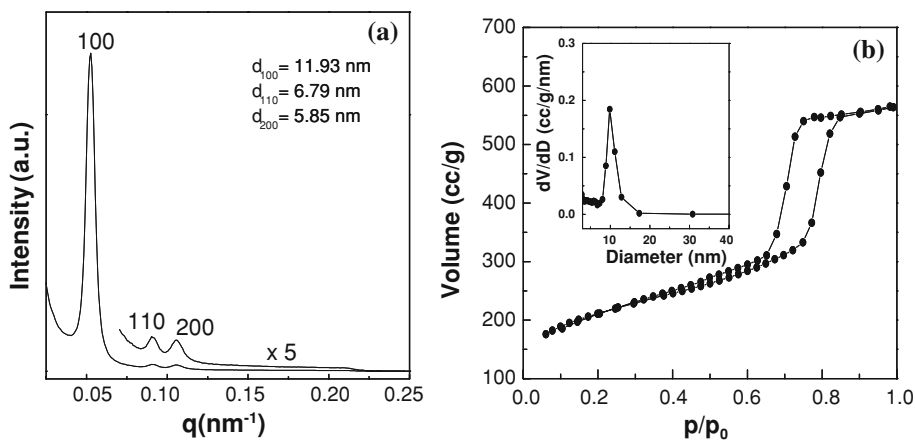 (a)
100
d100= 11.93 nm
d110= 6.79 nm
d200= 5.85 nm
110
200
x 5
Intensity (a.u.)
0.05 0.10 0.15 0.20 0.25
q(nm-1)
(b)
Volume (cc/g)
700
600
500
400
300
200
100
0.0 0.2 0.4 0.6 0.8 1.0
p/p0
dV/dD (cc/g/nm)
0.3
0.2
0.1
0.0
10 20 30 40
Diameter (nm)